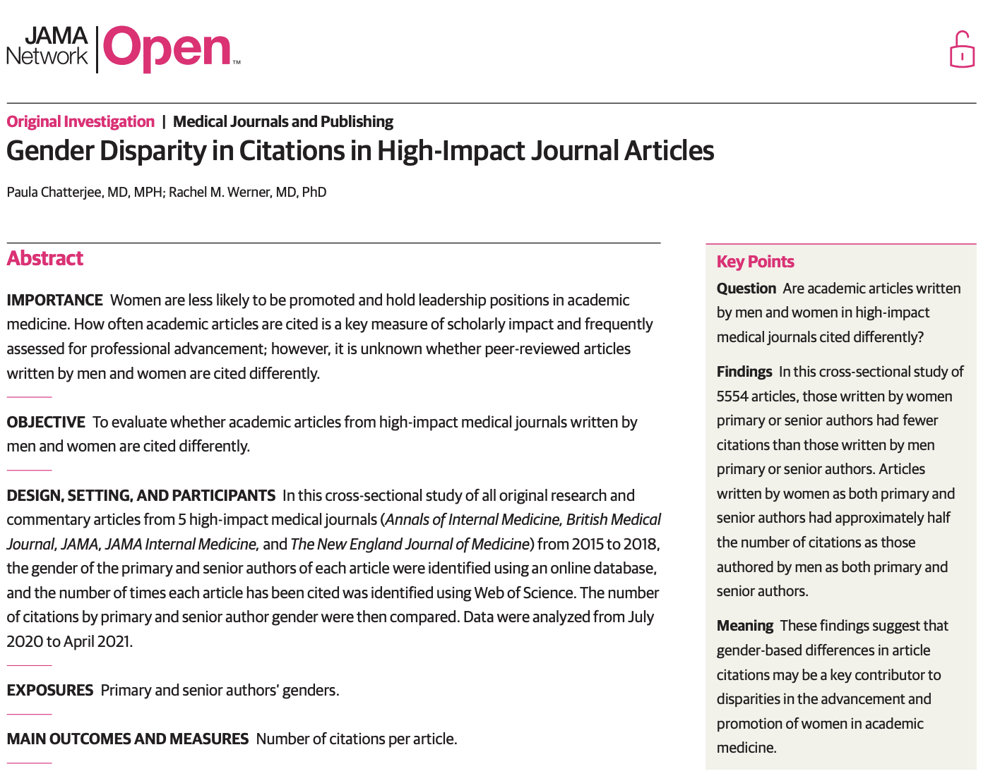 JAMA
Network
Open™
Original Investigation | Medical Journals and Publishing
Gender Disparity in Citations in High-Impact Journal Articles
Paula Chatterjee, MD, MPH; Rachel M. Werner, MD, PhD
Abstract
IMPORTANCE Women are less likely to be promoted and hold leadership positions in academic
medicine. How often academic articles are cited is a key measure of scholarly impact and frequently
assessed for professional advancement; however, it is unknown whether peer-reviewed articles
written by men and women are cited differently.
OBJECTIVE To evaluate whether academic articles from high-impact medical journals written by
men and women are cited differently.
DESIGN, SETTING, AND PARTICIPANTS In this cross-sectional study of all original research and
commentary articles from 5 high-impact medical journals (Annals of Internal Medicine, British Medical
Journal, JAMA, JAMA Internal Medicine, and The New England Journal of Medicine) from 2015 to 2018,
the gender of the primary and senior authors of each article were identified using an online database,
and the number of times each article has been cited was identified using Web of Science. The number
of citations by primary and senior author gender were then compared. Data were analyzed from July
2020 to April 2021.
EXPOSURES Primary and senior authors’ genders.
MAIN OUTCOMES AND MEASURES Number of citations per article.
Key Points
Question Are academic articles written
by men and women in high-impact
medical journals cited differently?
Findings In this cross-sectional study of
5554 articles, those written by women
primary or senior authors had fewer
citations than those written by men
primary or senior authors. Articles
written by women as both primary and
senior authors had approximately half
the number of citations as those
authored by men as both primary and
senior authors.
Meaning These findings suggest that
gender-based differences in article
citations may be a key contributor to
disparities in the advancement and
promotion of women in academic
medicine.